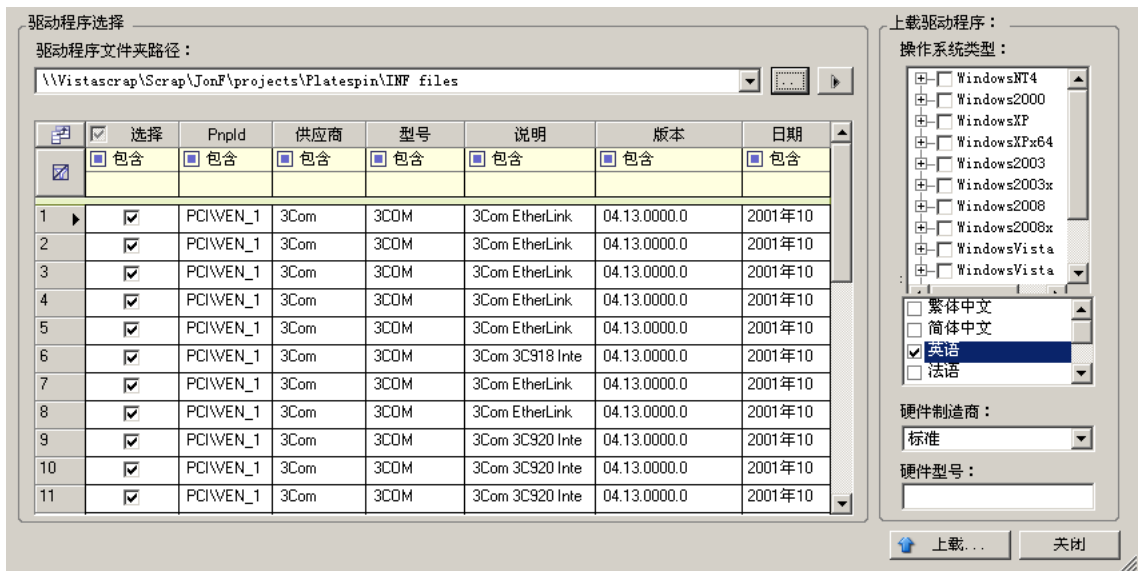 驱动程序选择
驱动程序文件夹路径：
\\Vistascrap\Scrap\JonF\projects\Platespin\INF files
..
选择 PnpId 供应商 型号 说明 版本 日期
包含 包含 包含 包含 包含 包含
1 PCI\VEN_1 3Com 3COM 3Com EtherLink 04.13.0000.0 2001年10
2 PCI\VEN_1 3Com 3COM 3Com EtherLink 04.13.0000.0 2001年10
3 PCI\VEN_1 3Com 3COM 3Com EtherLink 04.13.0000.0 2001年10
4 PCI\VEN_1 3Com 3COM 3Com EtherLink 04.13.0000.0 2001年10
5 PCI\VEN_1 3Com 3COM 3Com EtherLink 04.13.0000.0 2001年10
6 PCI\VEN_1 3Com 3COM 3Com 3C918 Inte 04.13.0000.0 2001年10
7 PCI\VEN_1 3Com 3COM 3Com EtherLink 04.13.0000.0 2001年10
8 PCI\VEN_1 3Com 3COM 3Com EtherLink 04.13.0000.0 2001年10
9 PCI\VEN_1 3Com 3COM 3Com 3C920 Inte 04.13.0000.0 2001年10
10 PCI\VEN_1 3Com 3COM 3Com 3C920 Inte 04.13.0000.0 2001年10
11 PCI\VEN_1 3Com 3COM 3Com 3C920 Inte 04.13.0000.0 2001年10
上载驱动程序：
操作系统类型：
WindowsNT4
Windows2000
WindowsXP
WindowsXPx64
Windows2003
Windows2003x
Windows2008
Windows2008x
WindowsVista
WindowsVista
繁体中文
简体中文
英语
法语
硬件制造商：
标准
硬件型号：
上载...
关闭